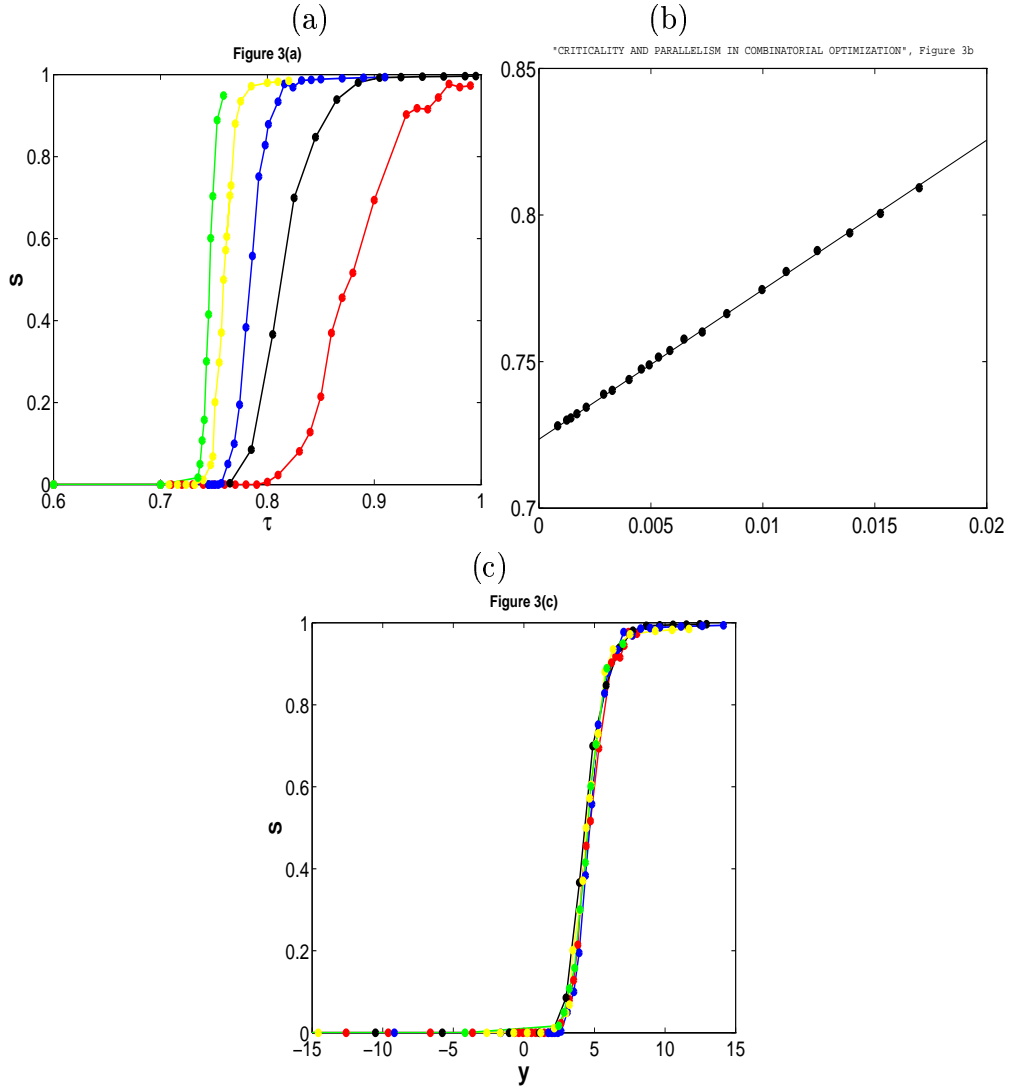 (a)
Figure 3(a)
1
0.8
0.6
0.4
0.2
0
s
0.6 0.7 0.8 0.9 1
τ
(b)
"CRITICALITY AND PARALLELISM IN COMBINATORIAL OPTIMIZATION", Figure 3b
0.85
0.8
0.75
0.7
0 0.005 0.01 0.015 0.02
(c)
Figure 3(c)
1
0.8
0.6
0.4
0.2
0
s
−15 −10 −5 0 5 10 15
y